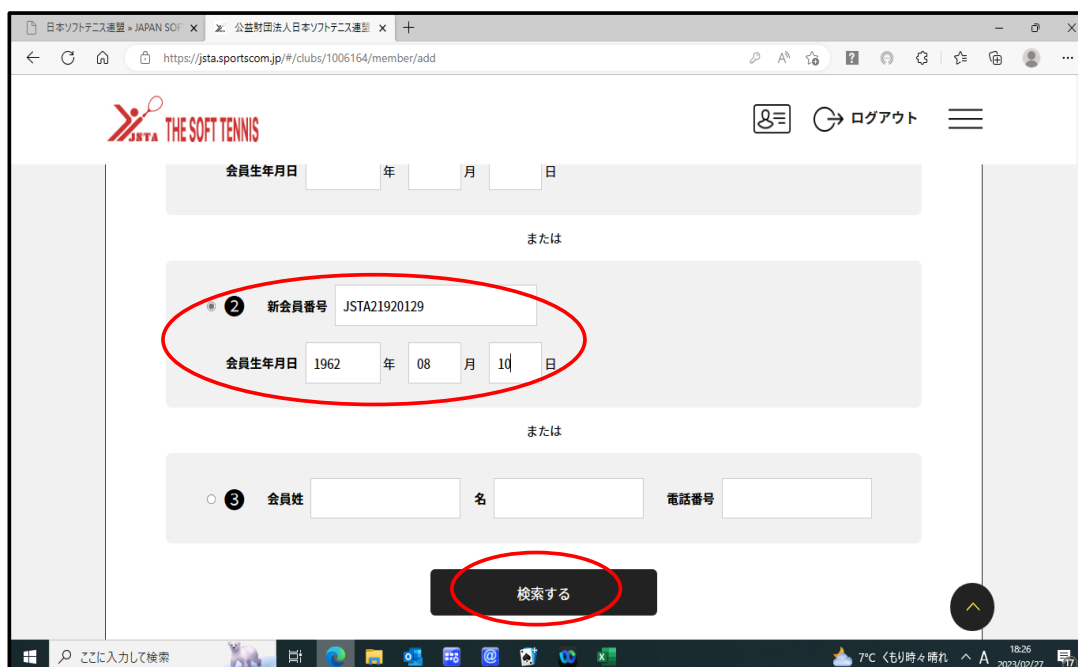 日本ソフトテニス連盟 » JAPAN SOF
公益財団法人日本ソフトテニス連盟
https://jsta.sportscom.jp/#/clubs/1006164/member/add
JSTA THE SOFT TENNIS
ログアウト
会員生年月日 年 月 日
または
❷ 新会員番号 JSTA21920129
会員生年月日 1962 年 08 月 10 日
または
❸ 会員姓 名 電話番号
検索する
ここに入力して検索
7°C くもり時々晴れ A 18:26
2023/02/27